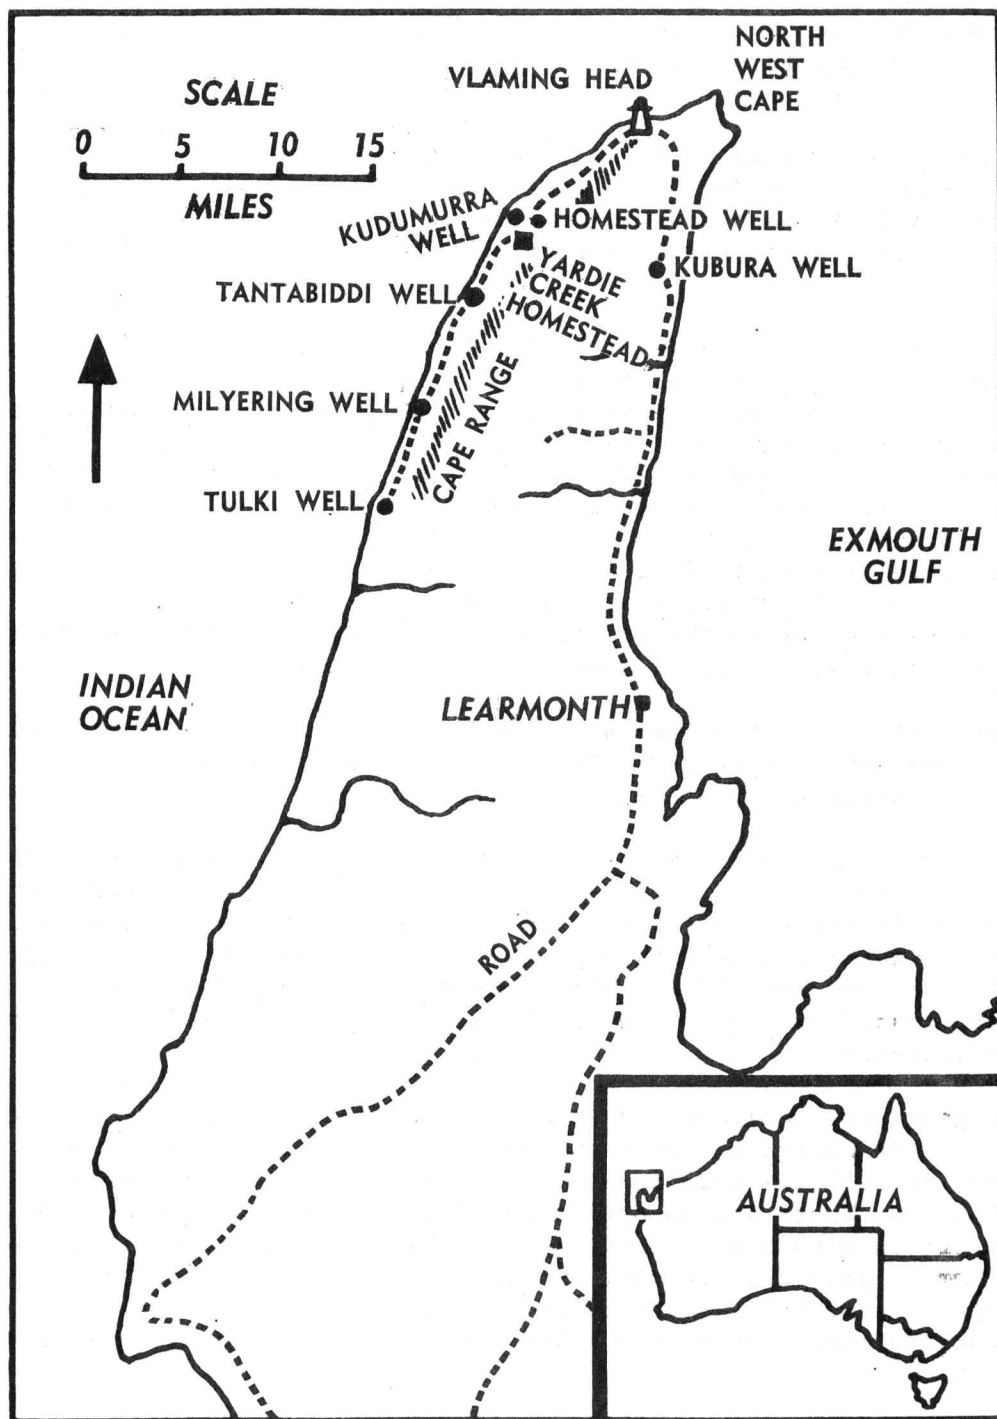 NORTH
WEST
CAPE
VLAMING HEAD
SCALE
0 5 10 15
MILES
KUDUMURRA
WELL
HOMESTEAD WELL
YARDIE
CREEK
HOMESTEAD
KUBURA WELL
TANTABIDDI WELL
MILYERING WELL
CAPE RANGE
TULKI WELL
EXMOUTH
GULF
INDIAN
OCEAN
LEARMONTH
ROAD
AUSTRALIA